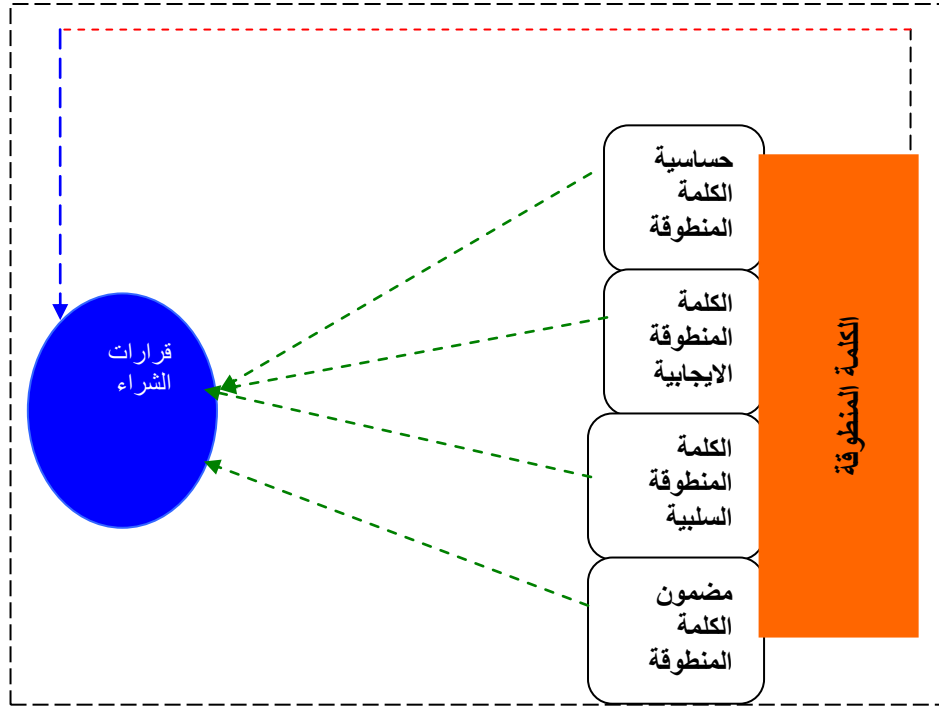 حساسية
الكلمة
المنطوقة
الكلمة
المنطوقة
الايجابية
الكلمة
المنطوقة
السلبية
مضمون
الكلمة
المنطوقة
الكلمة المنطوقة
قرارات
الشراء